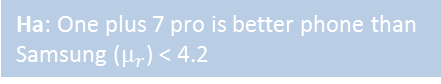 Ha: One plus 7 pro is better phone than
Samsung (μᵣ) < 4.2